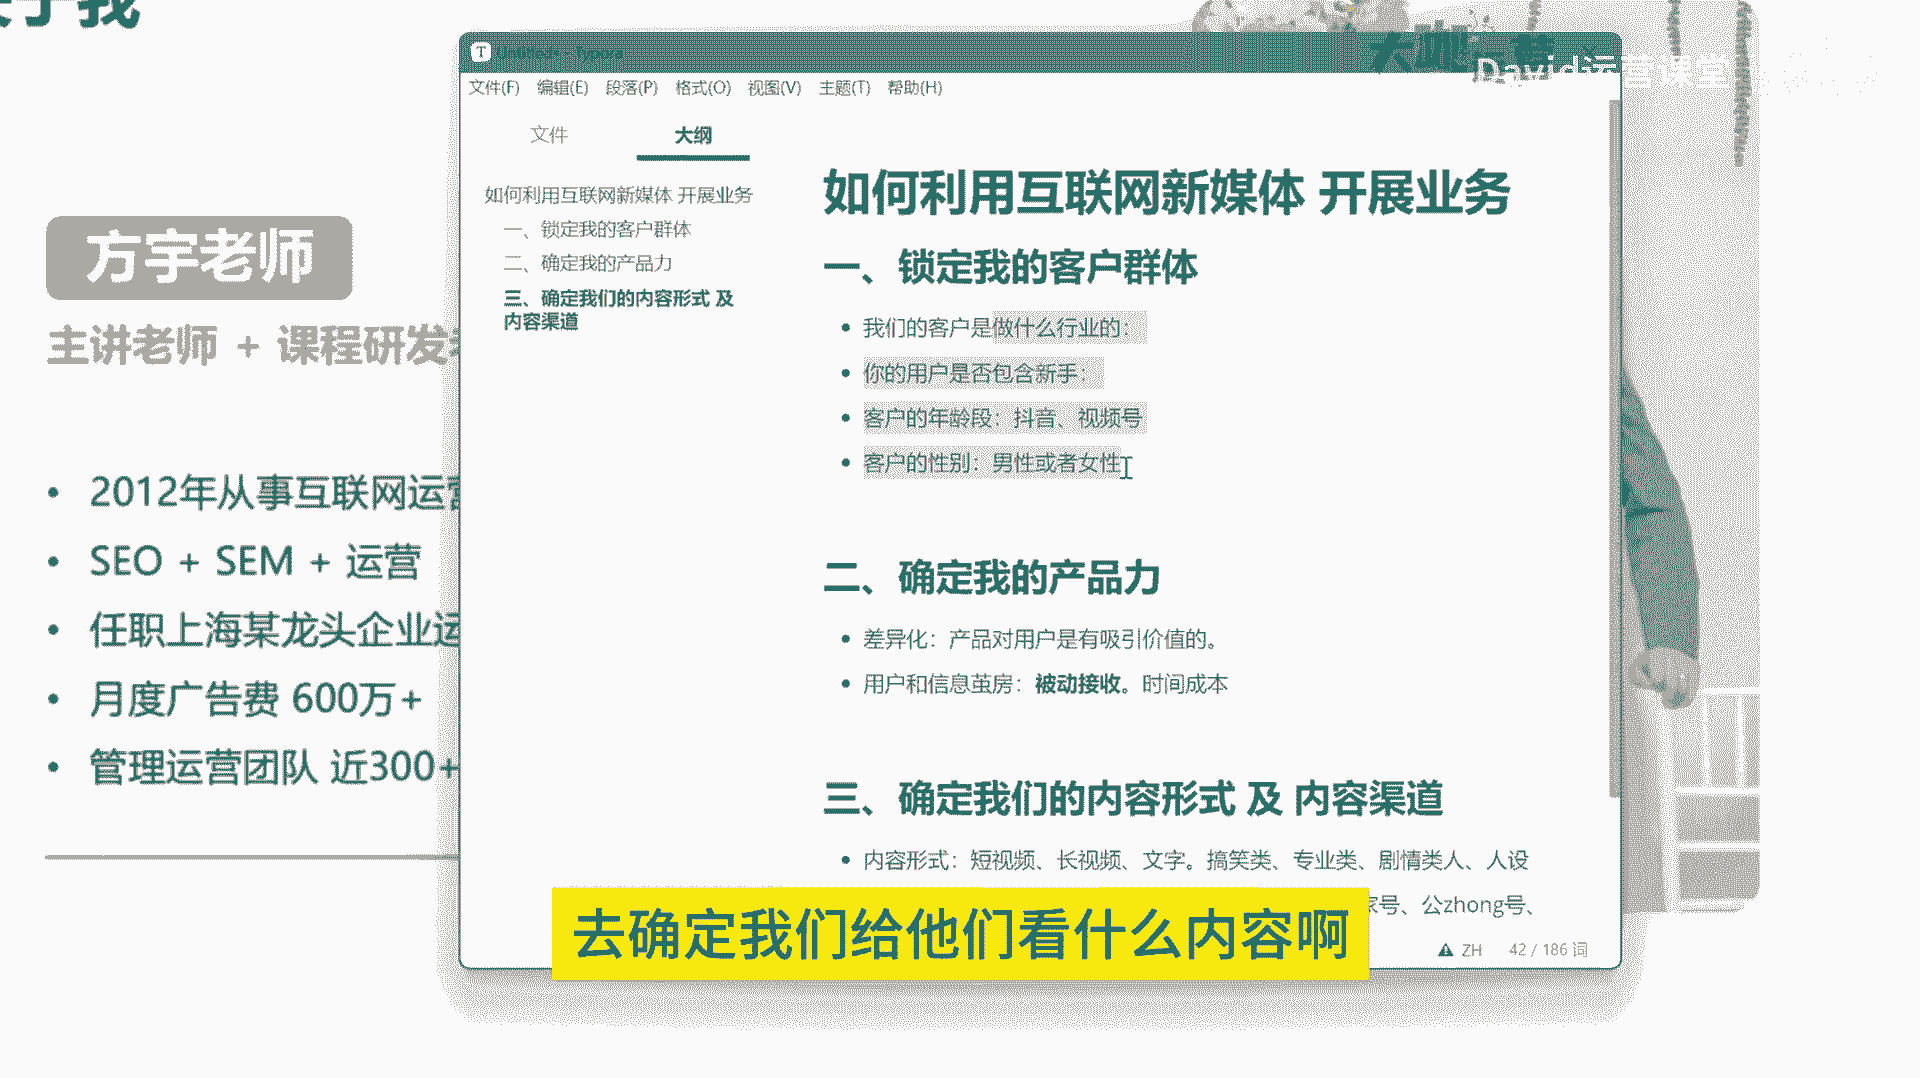 关于我
方宇老师
主讲老师 + 课程研发
2012年从事互联网运营
SEO + SEM + 运营
任职上海某龙头企业运
月度广告费 600万+
管理运营团队 近300+
T Untitled - Typora
David运营课堂
文件(F) 编辑(E) 段落(P) 格式(O) 视图(V) 主题(T) 帮助(H)
文件 大纲
如何利用互联网新媒体 开展业务
一、锁定我的客户群体
二、确定我的产品力
三、确定我们的内容形式 及
内容渠道
如何利用互联网新媒体 开展业务
一、锁定我的客户群体
我们的客户是做什么行业的：
你的用户是否包含新手：
客户的年龄段：抖音、视频号
客户的性别：男性或者女性
二、确定我的产品力
差异化：产品对用户是有吸引价值的。
用户和信息茧房：被动接收。时间成本
三、确定我们的内容形式 及 内容渠道
内容形式：短视频、长视频、文字。搞笑类、专业类、剧情类人、人设
家号、公zhong号、
ZH 42 / 186 词
去确定我们给他们看什么内容啊